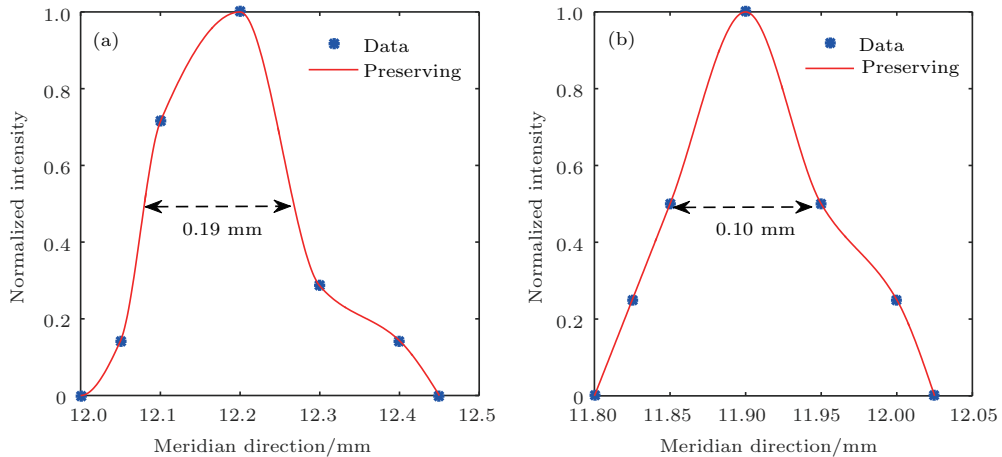 (a)
Data
Preserving
0.19 mm
Normalized intensity
1.0
0.8
0.6
0.4
0.2
0
12.0
12.1
12.2
12.3
12.4
12.5
Meridian direction/mm
(b)
Data
Preserving
0.10 mm
Normalized intensity
1.0
0.8
0.6
0.4
0.2
0
11.80
11.85
11.90
11.95
12.00
12.05
Meridian direction/mm